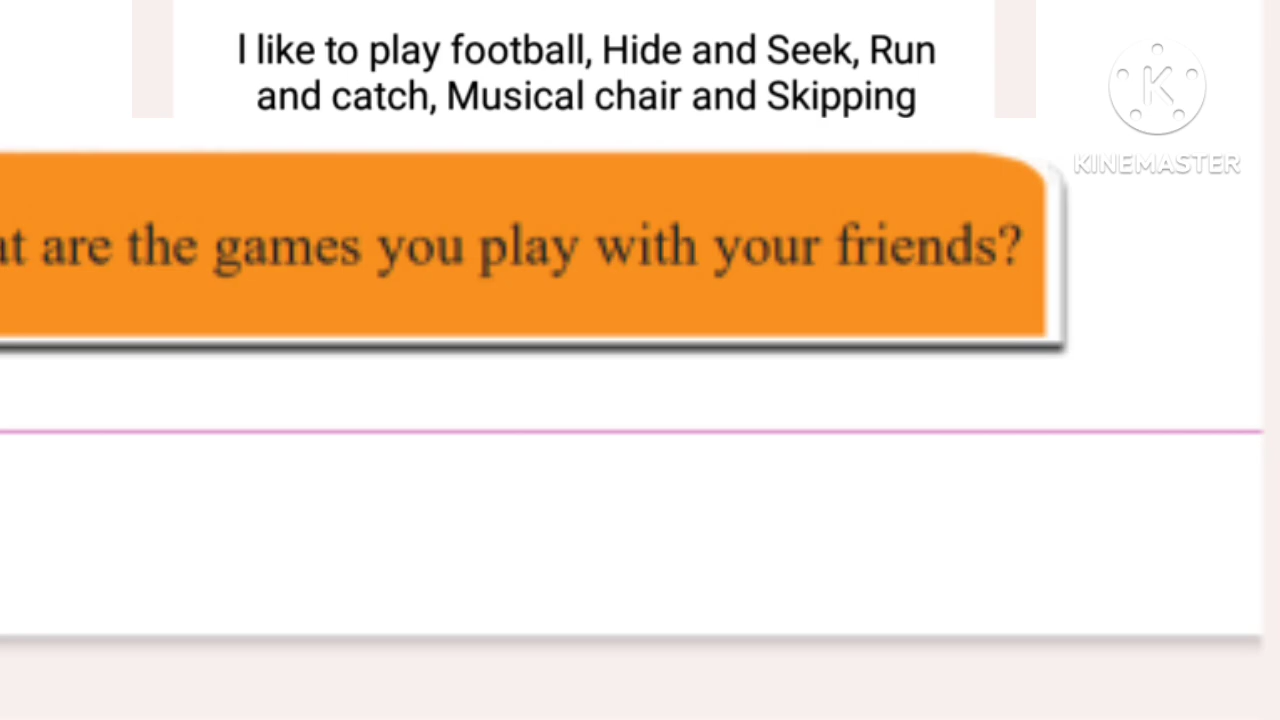 I like to play football, Hide and Seek, Run
and catch, Musical chair and Skipping
KINEMASTER
are the games you play with your friends?